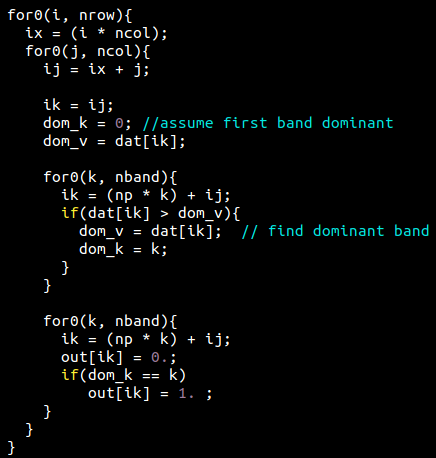 for0(i, nrow){
  ix = (i * ncol);
  for0(j, ncol){
    ij = ix + j;

    ik = ij;
    dom_k = 0; //assume first band dominant
    dom_v = dat[ik];

    for0(k, nband){
      ik = (np * k) + ij;
      if(dat[ik] > dom_v){
        dom_v = dat[ik];  // find dominant band
        dom_k = k;
      }
    }

    for0(k, nband){
      ik = (np * k) + ij;
      out[ik] = 0.;
      if(dom_k == k)
         out[ik] = 1. ;
    }
  }
}